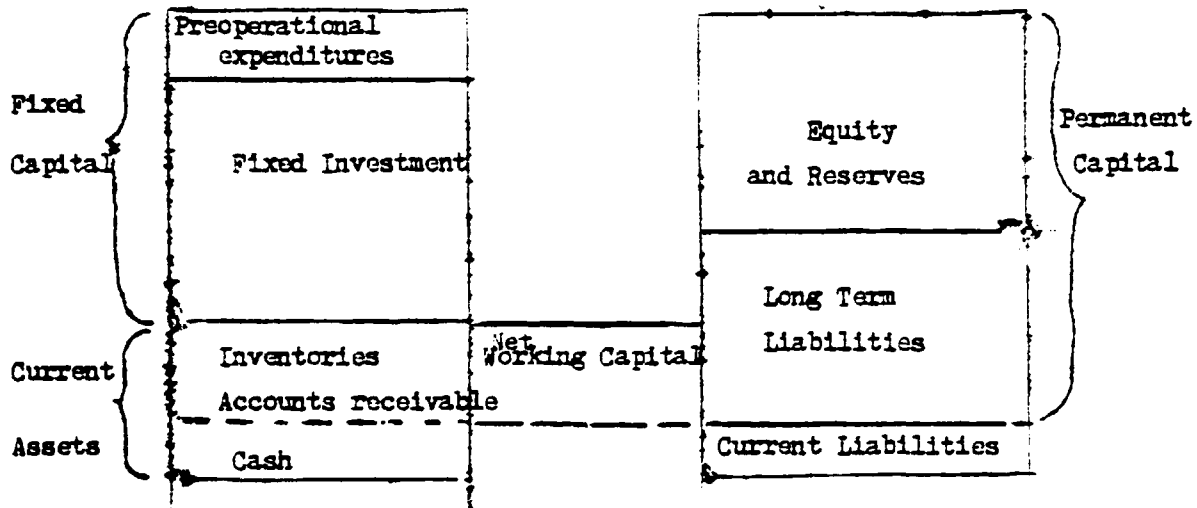 Preoperational
expenditures
Fixed
Capital
Fixed Investment
Equity
and Reserves
Permanent
Capital
Long Term
Liabilities
Net
Working Capital
Inventories
Accounts receivable
Current
Assets
Cash
Current Liabilities